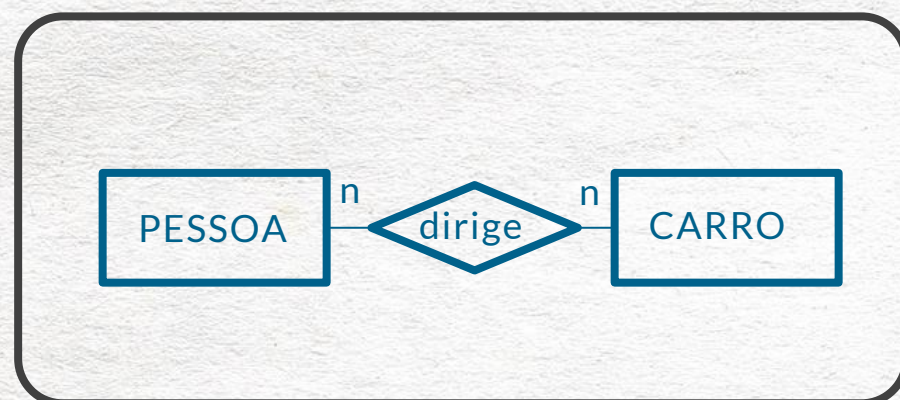 n
n
PESSOA
dirige
CARRO